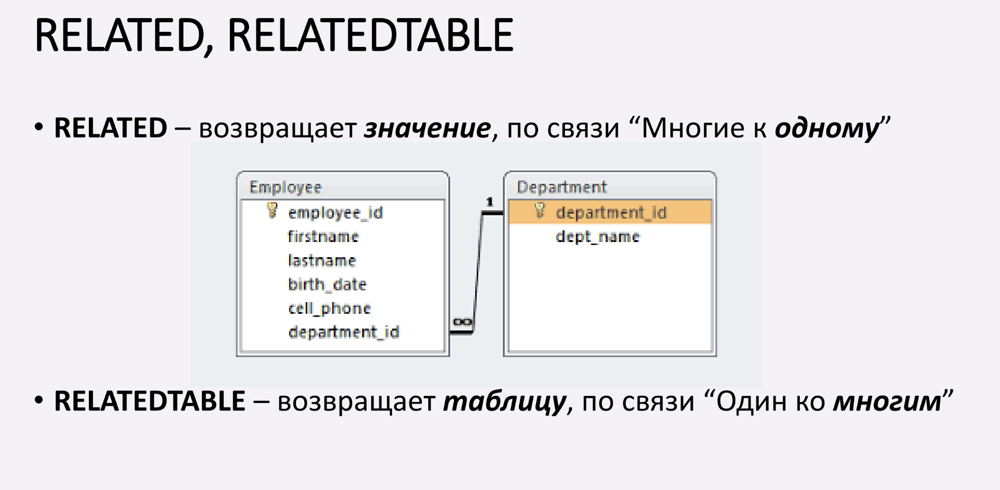 RELATED, RELATEDTABLE
• RELATED – возвращает значение, по связи “Многие к одному”
Employee
employee_id
firstname
lastname
birth_date
cell_phone
department_id
1
∞
Department
department_id
dept_name
• RELATEDTABLE – возвращает таблицу, по связи “Один ко многим”